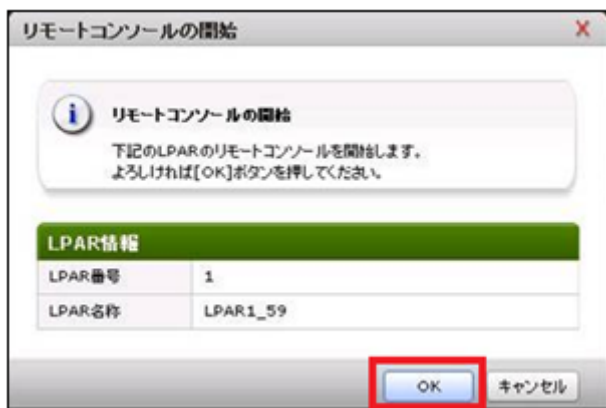 リモートコンソールの開始
リモートコンソールの開始
下記のLPARのリモートコンソールを開始します。
よろしければ[OK]ボタンを押してください。
LPAR情報
LPAR番号 1
LPAR名称 LPAR1_59
OK キャンセル